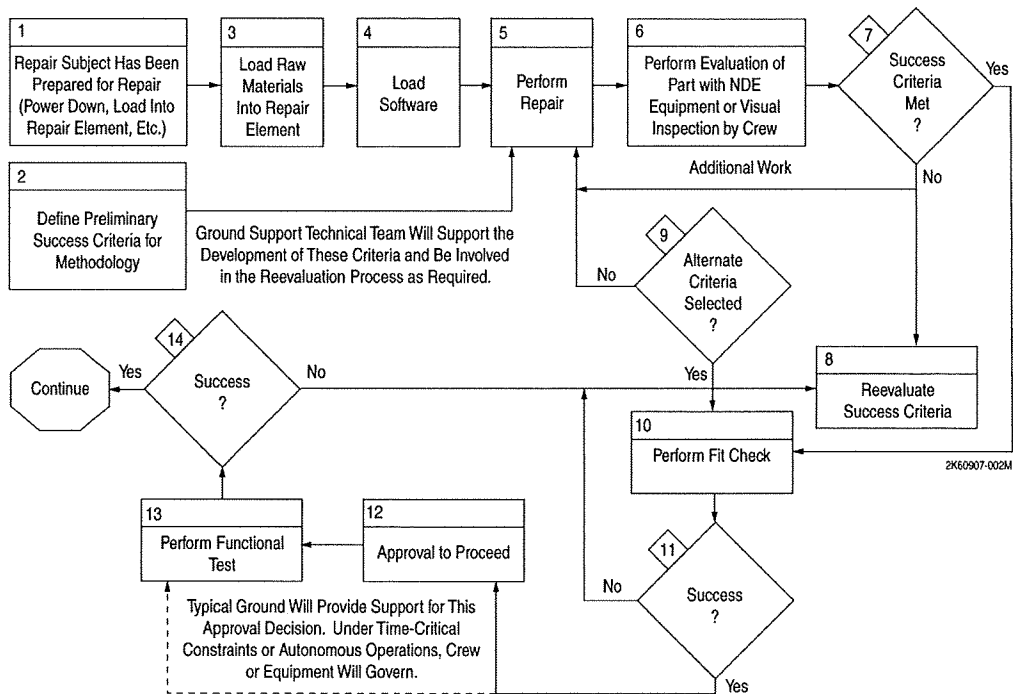 1
Repair Subject Has Been
Prepared for Repair
(Power Down, Load Into
Repair Element, Etc.)
3
Load Raw
Materials
Into Repair
Element
4
Load
Software
5
Perform
Repair
6
Perform Evaluation of
Part with NDE
Equipment or Visual
Inspection by Crew
7
Success
Criteria
Met
?
Yes
No
Additional Work
2
Define Preliminary
Success Criteria for
Methodology
Ground Support Technical Team Will Support the
Development of These Criteria and Be Involved
in the Reevaluation Process as Required.
9
Alternate
Criteria
Selected
?
No
Yes
8
Reevaluate
Success Criteria
14
Success
?
Yes
No
Continue
10
Perform Fit Check
2K60907-002M
13
Perform Functional
Test
12
Approval to Proceed
11
Success
?
No
Yes
Typical Ground Will Provide Support for This
Approval Decision. Under Time-Critical
Constraints or Autonomous Operations, Crew
or Equipment Will Govern.